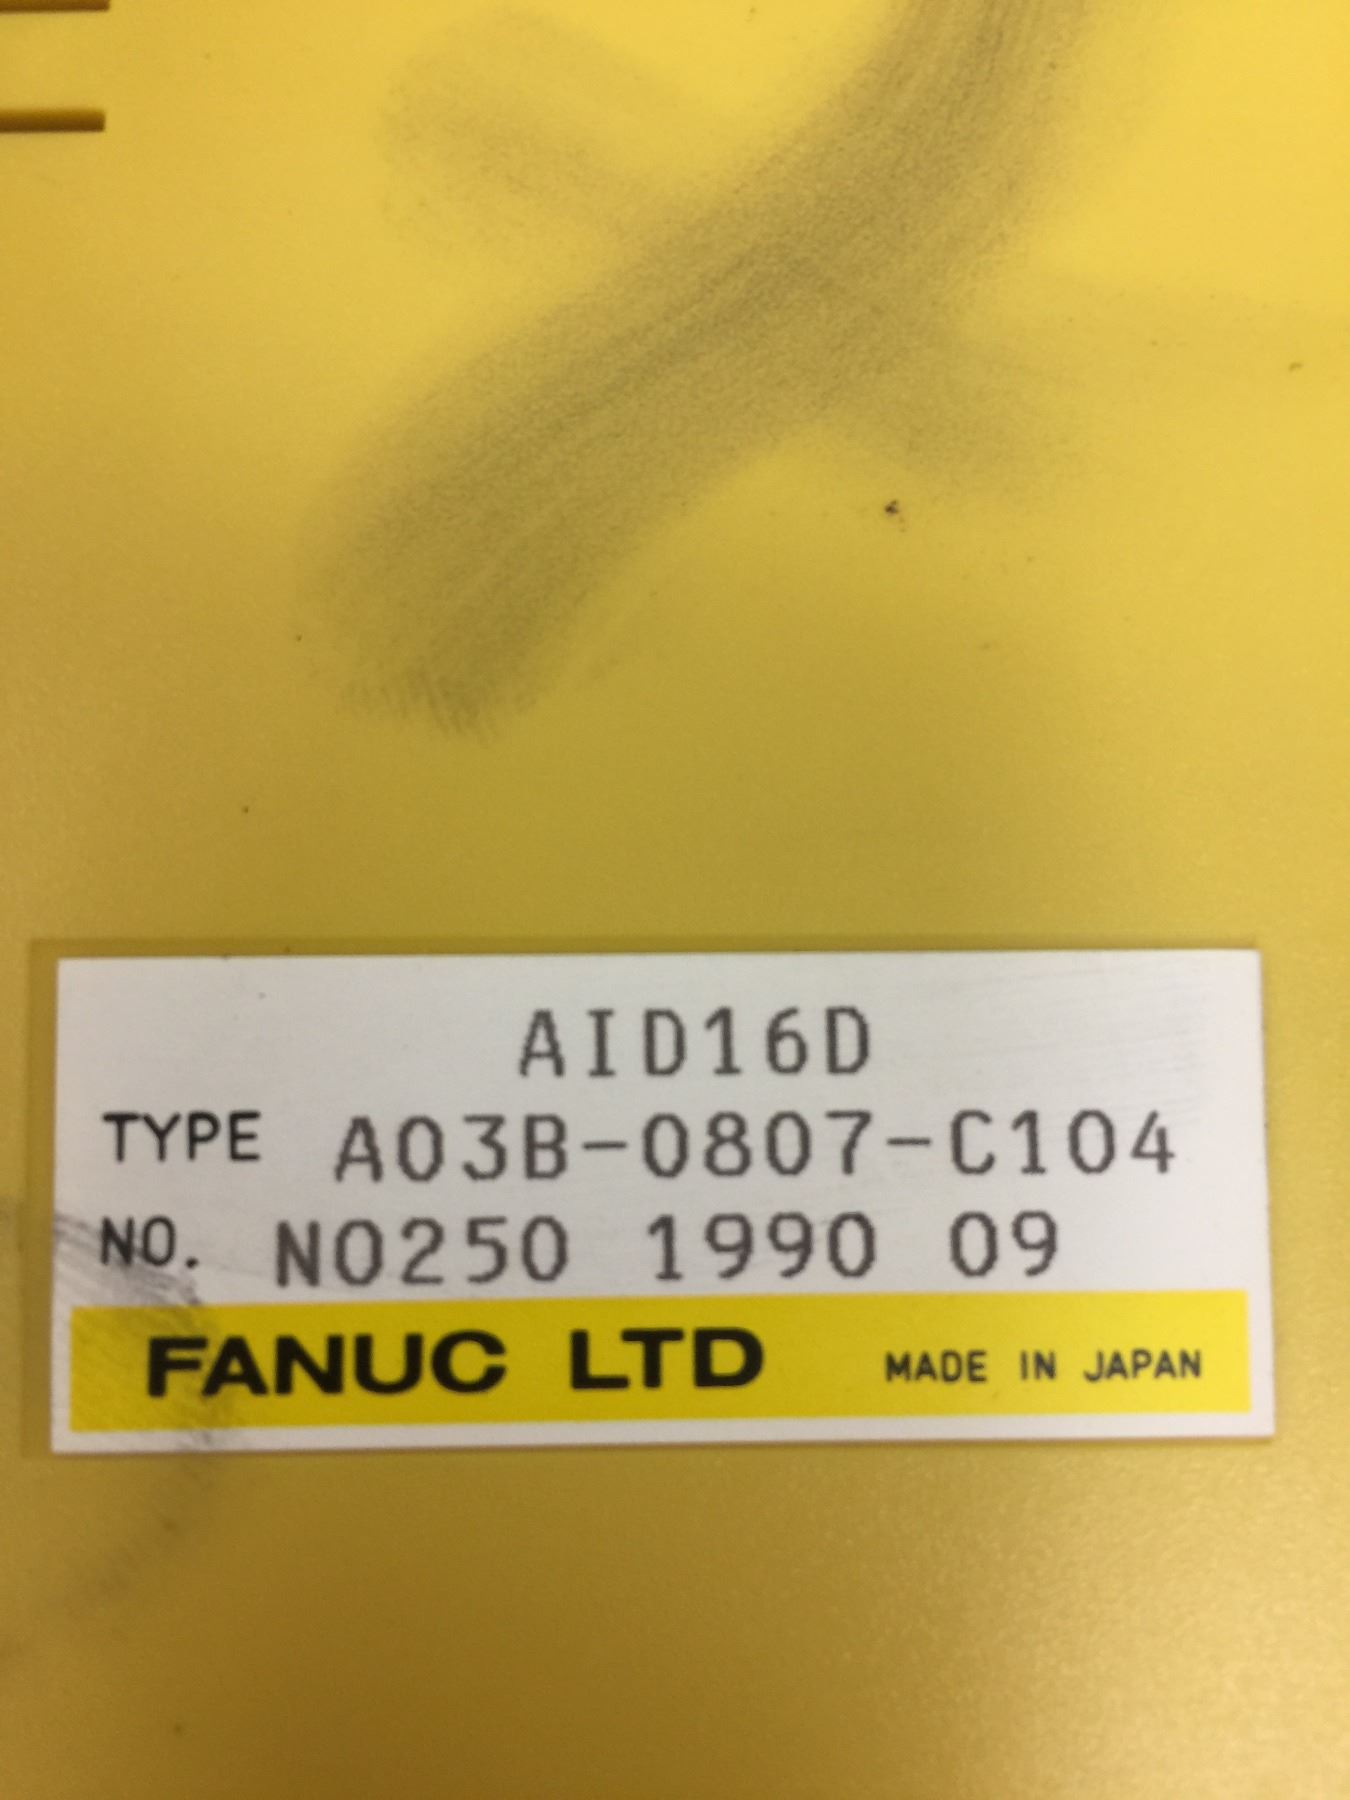 AID16D
TYPE A03B-0807-C104
NO. N0250 1990 09
FANUC LTD MADE IN JAPAN